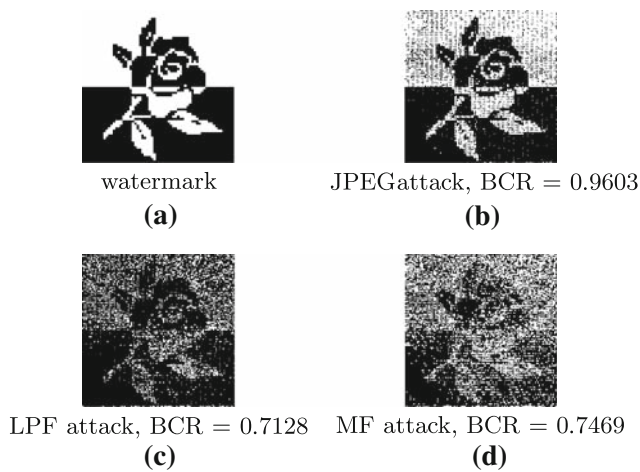 watermark
(a)
JPEGattack, BCR = 0.9603
(b)
LPF attack, BCR = 0.7128
(c)
MF attack, BCR = 0.7469
(d)